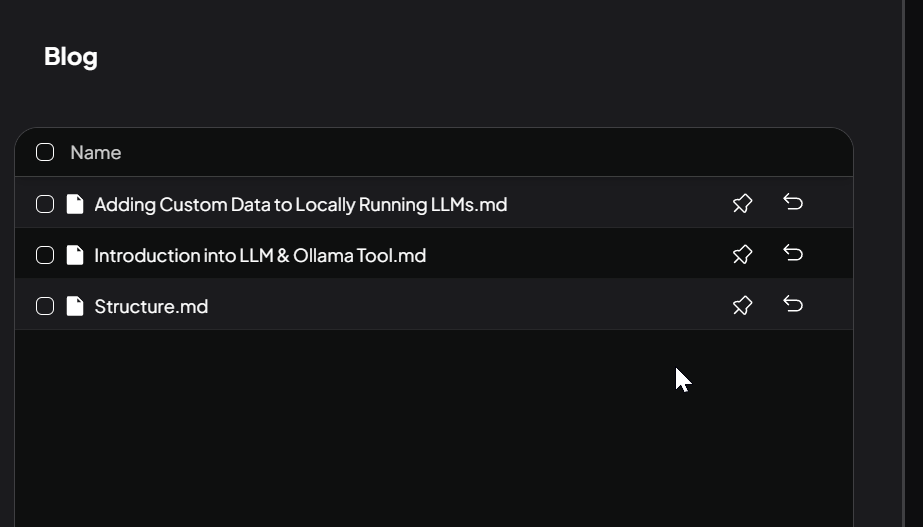 Blog
Name
Adding Custom Data to Locally Running LLMs.md
Introduction into LLM & Ollama Tool.md
Structure.md